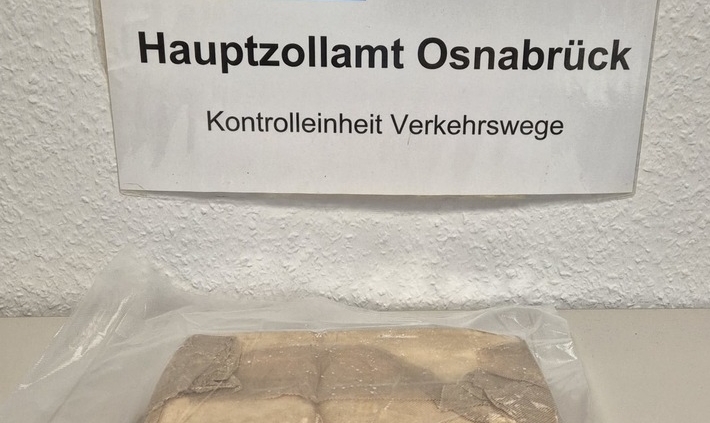 Hauptzollamt Osnabrück
Kontrolleinheit Verkehrswege